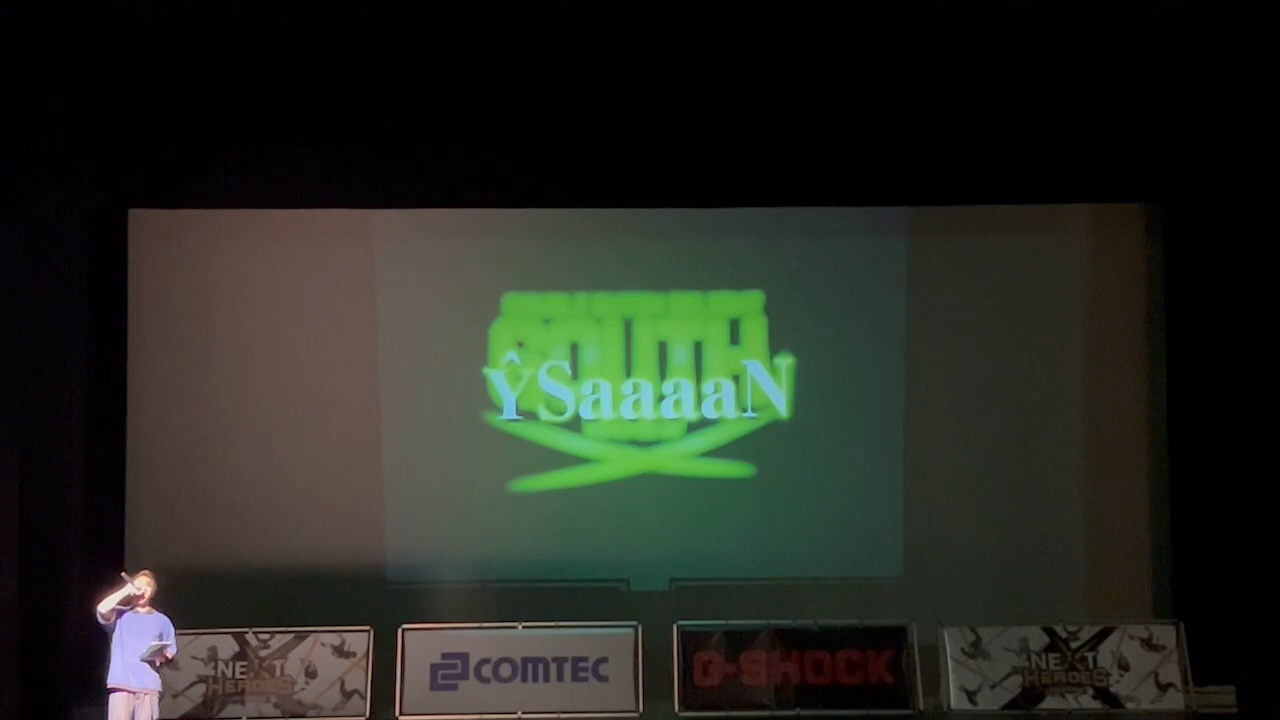 SOUTH
ŶSaaaaN
NEXT
HEROES
COMTEC
G-SHOCK
NEXT
HEROES